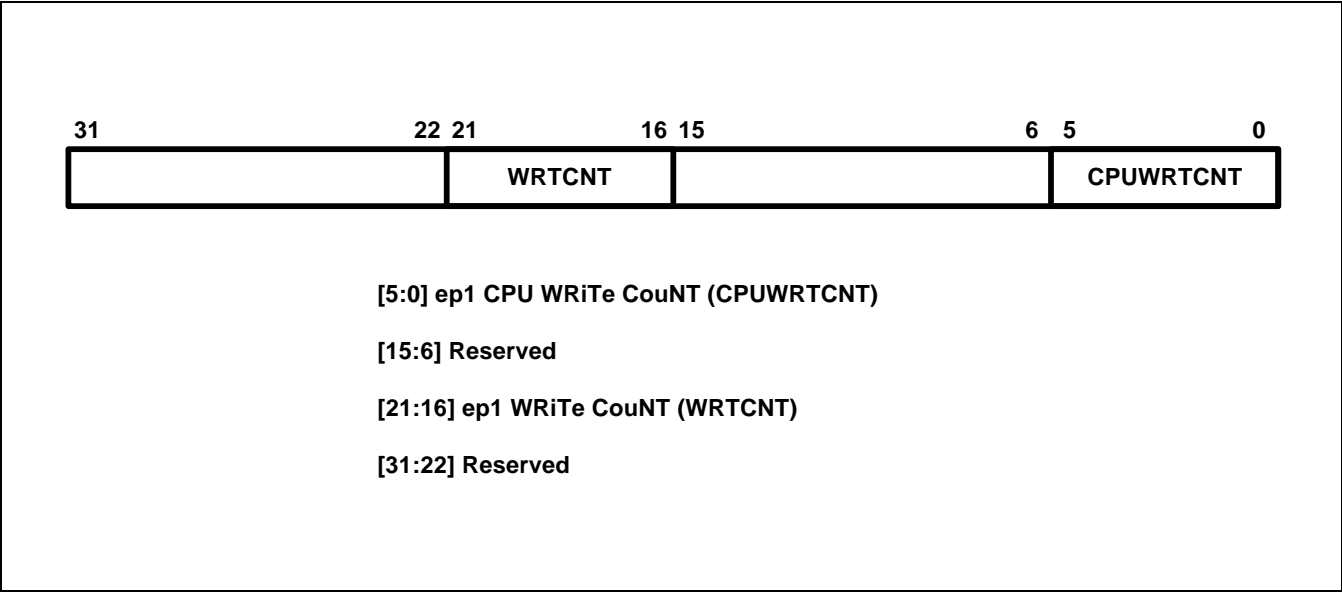 31 22 21 16 15 6 5 0
WRTCNT CPUWRTCNT
[5:0] ep1 CPU WRiTe CouNT (CPUWRTCNT)
[15:6] Reserved
[21:16] ep1 WRiTe CouNT (WRTCNT)
[31:22] Reserved